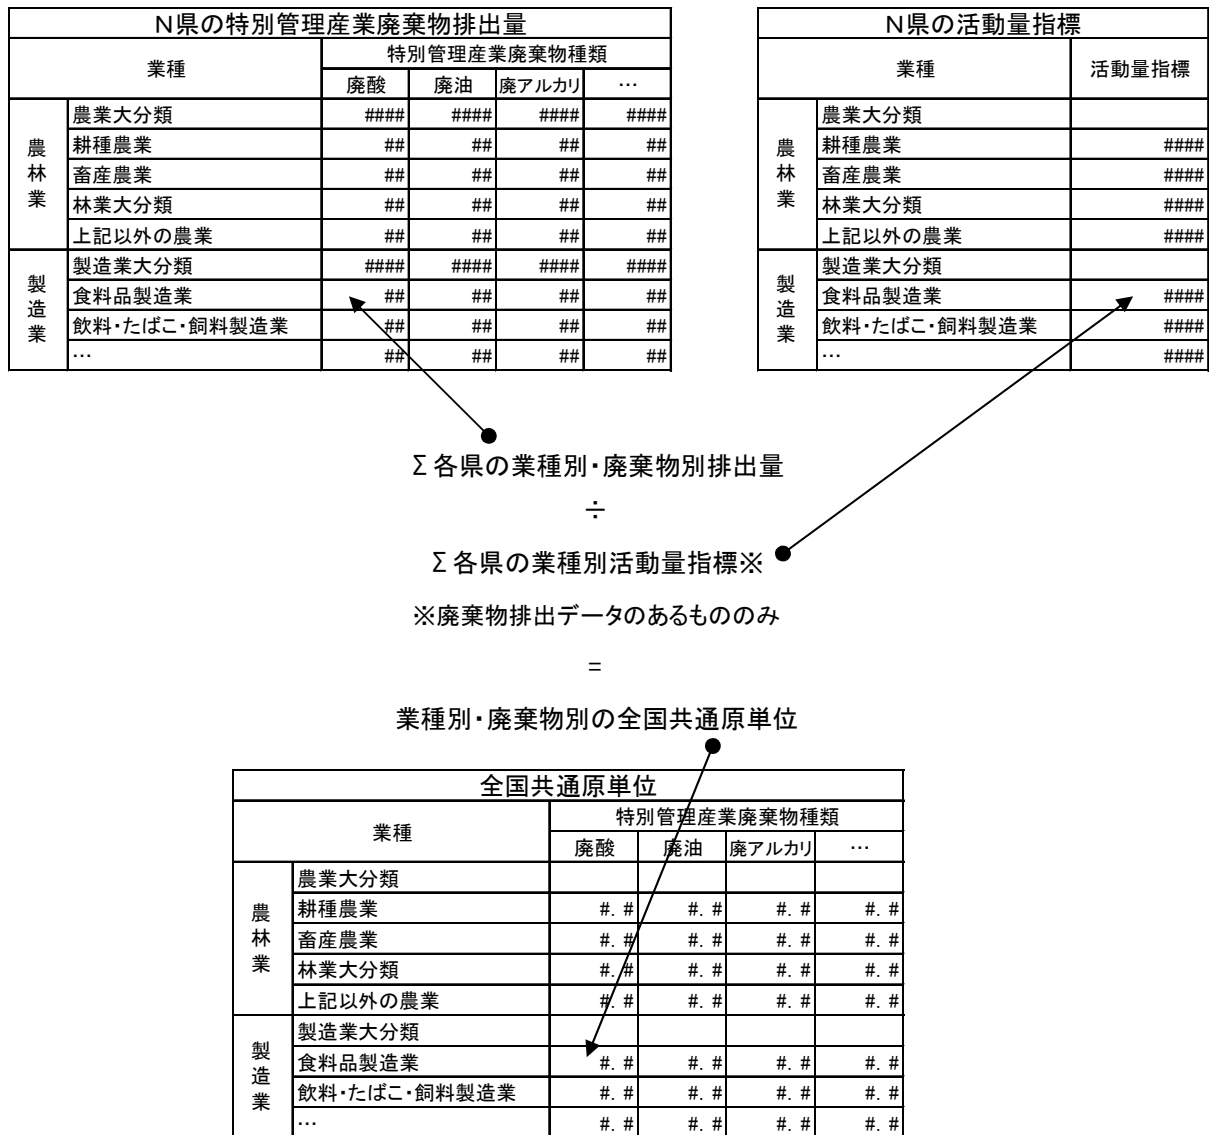 N県の特別管理産業廃棄物排出量
業種 特別管理産業廃棄物種類
廃酸 廃油 廃アルカリ …
農林業
農業大分類 #### #### #### ####
耕種農業 ## ## ## ##
畜産農業 ## ## ## ##
林業大分類 ## ## ## ##
上記以外の農業 ## ## ## ##
製造業
製造業大分類 #### #### #### ####
食料品製造業 ## ## ## ##
飲料・たばこ・飼料製造業 ## ## ## ##
… ## ## ## ##
N県の活動量指標
業種 活動量指標
農林業
農業大分類
耕種農業 ####
畜産農業 ####
林業大分類 ####
上記以外の農業 ####
製造業
製造業大分類
食料品製造業 ####
飲料・たばこ・飼料製造業 ####
… ####
Σ各県の業種別・廃棄物別排出量
÷
Σ各県の業種別活動量指標※
※廃棄物排出データのあるもののみ
=
業種別・廃棄物別の全国共通原単位
全国共通原単位
業種 特別管理産業廃棄物種類
廃酸 廃油 廃アルカリ …
農林業
農業大分類
耕種農業 #.# #.# #.# #.#
畜産農業 #.# #.# #.# #.#
林業大分類 #.# #.# #.# #.#
上記以外の農業 #.# #.# #.# #.#
製造業
製造業大分類
食料品製造業 #.# #.# #.# #.#
飲料・たばこ・飼料製造業 #.# #.# #.# #.#
… #.# #.# #.# #.#